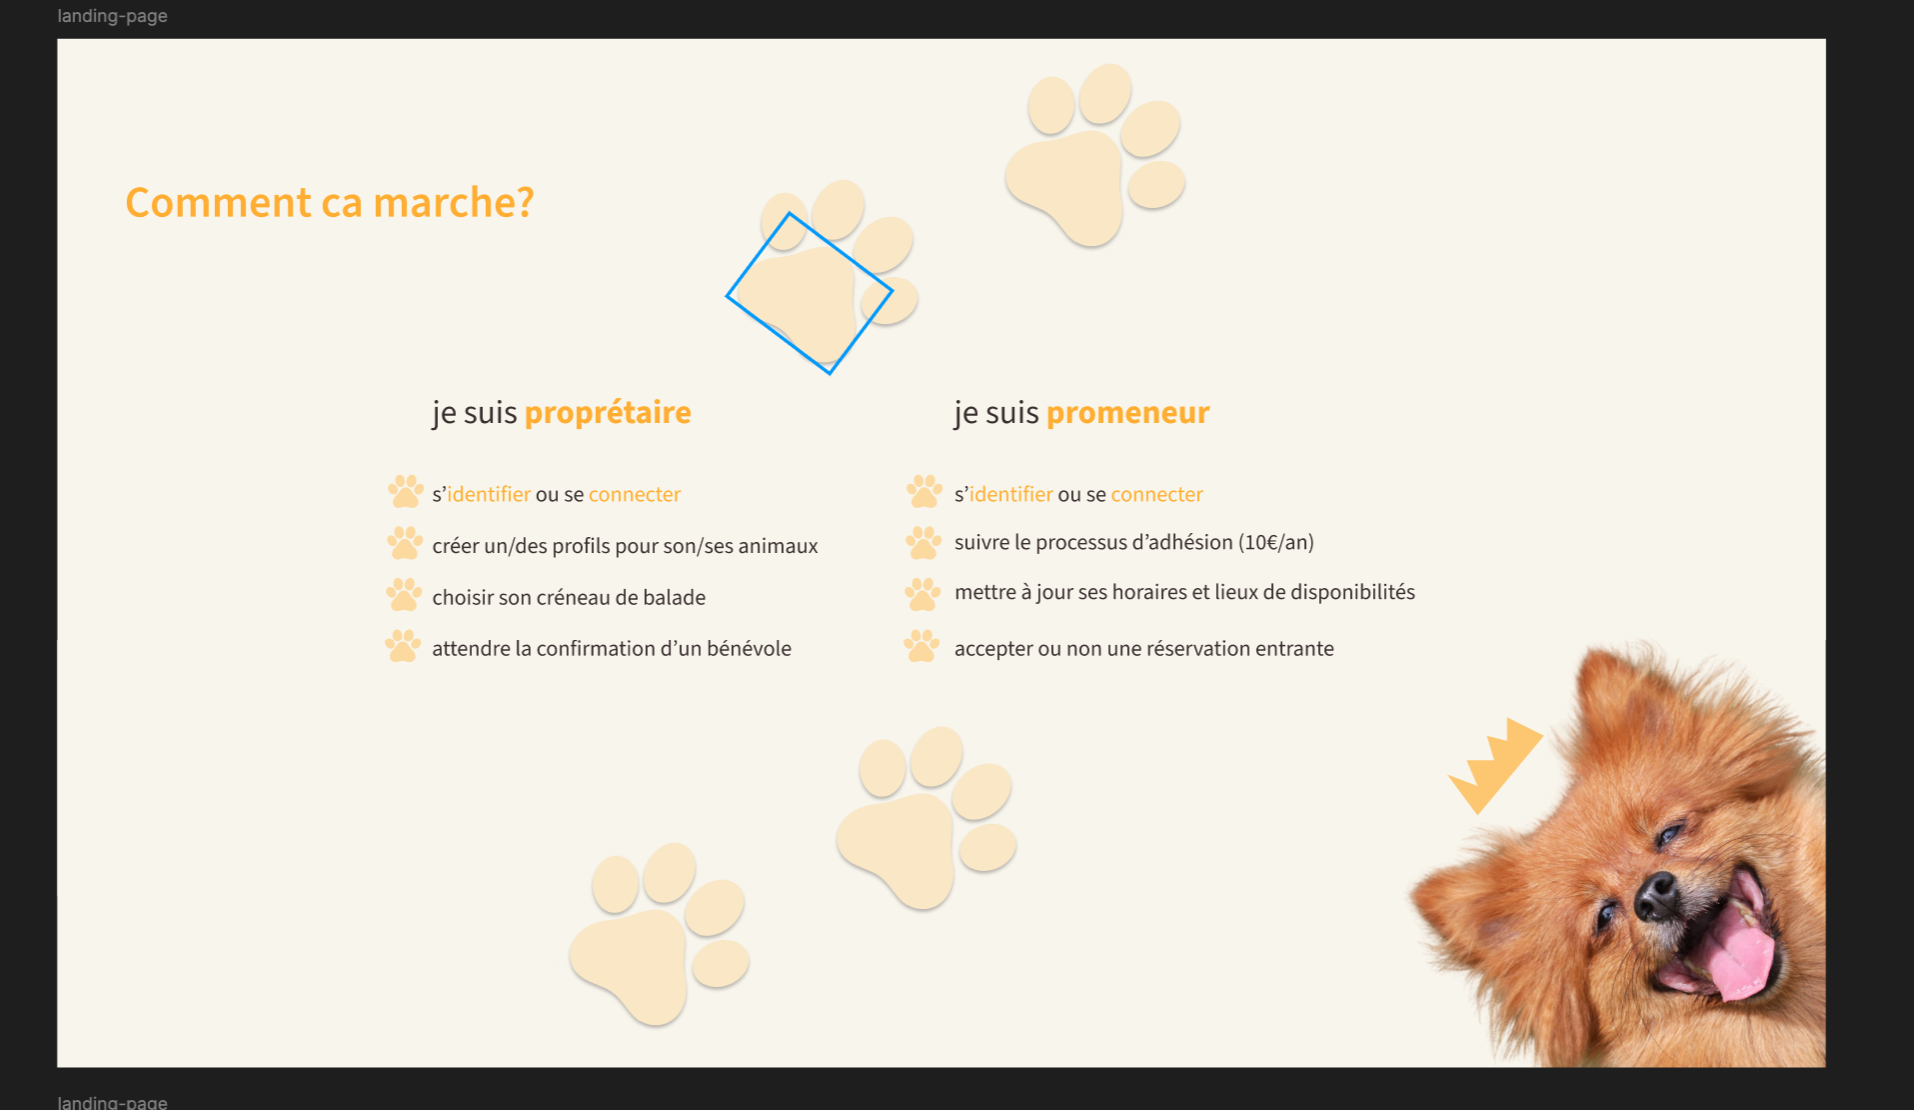 landing-page
Comment ca marche?
je suis proprétaire
s’identifier ou se connecter
créer un/des profils pour son/ses animaux
choisir son créneau de balade
attendre la confirmation d’un bénévole
je suis promeneur
s’identifier ou se connecter
suivre le processus d’adhésion (10€/an)
mettre à jour ses horaires et lieux de disponibilités
accepter ou non une réservation entrante
landing-page